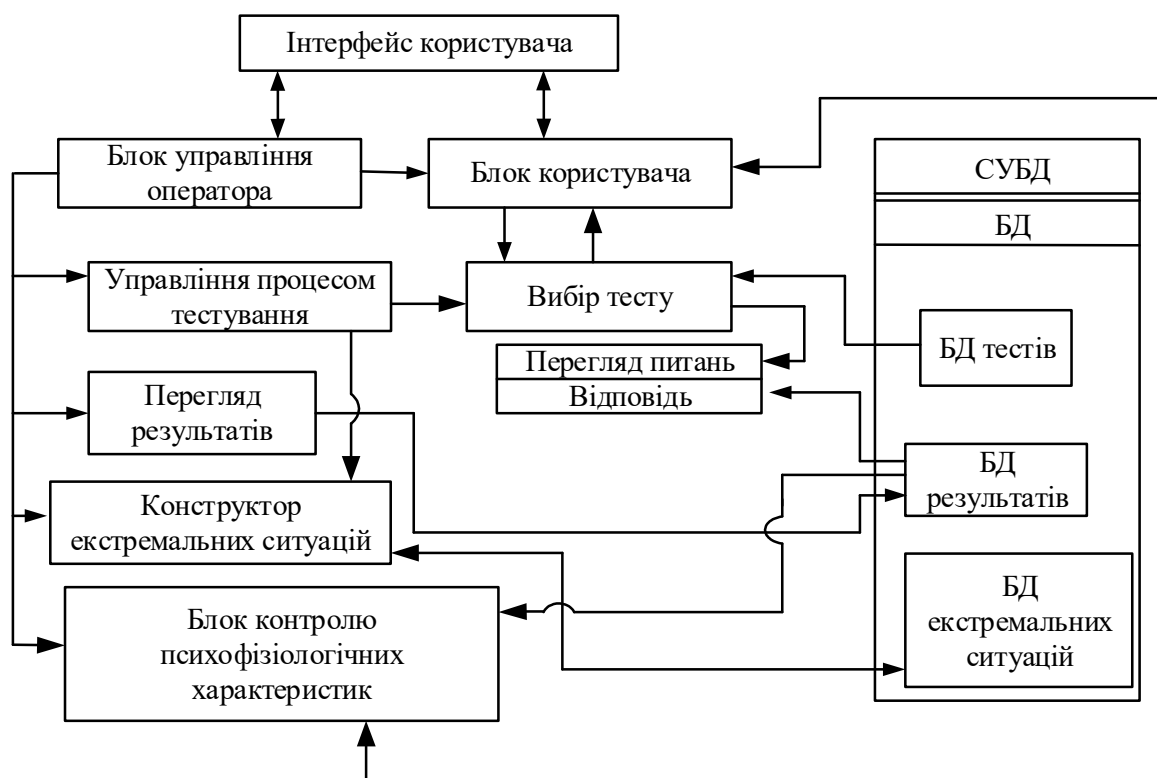 Інтерфейс користувача
Блок управління
оператора
Блок користувача
СУБД
БД
Управління процесом
тестування
Вибір тесту
БД тестів
Перегляд питань
Відповідь
Перегляд
результатів
БД
результатів
Конструктор
екстремальних ситуацій
БД
екстремальних
ситуацій
Блок контролю
психофізіологічних
характеристик